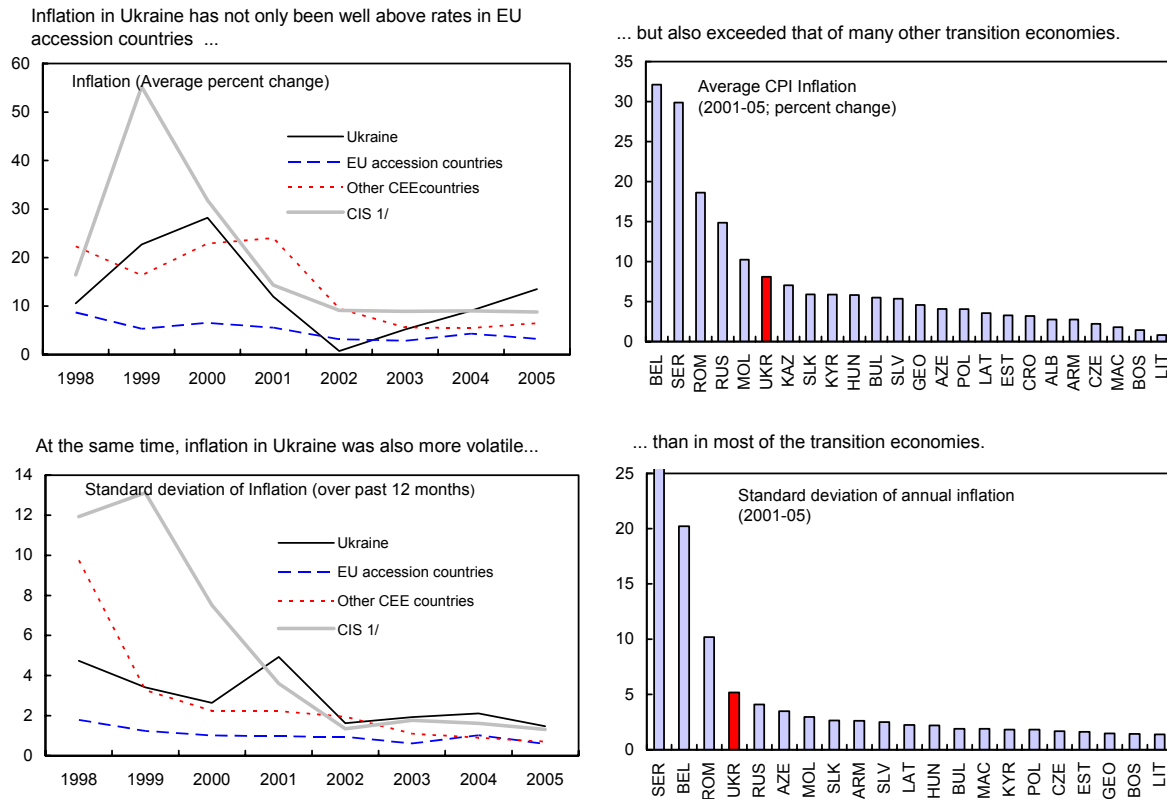 Inflation in Ukraine has not only been well above rates in EU
accession countries ...
60
50
40
30
20
10
0
Inflation (Average percent change)
Ukraine
EU accession countries
Other CEEcountries
CIS 1/
1998 1999 2000 2001 2002 2003 2004 2005
... but also exceeded that of many other transition economies.
35
30
25
20
15
10
5
0
Average CPI Inflation
(2001-05; percent change)
BEL SER ROM RUS MOL UKR KAZ SLK KYR HUN BUL SLV GEO AZE POL LAT EST CRO ALB ARM CZE MAC BOS LIT
At the same time, inflation in Ukraine was also more volatile...
14
12
10
8
6
4
2
0
Standard deviation of Inflation (over past 12 months)
Ukraine
EU accession countries
Other CEE countries
CIS 1/
1998 1999 2000 2001 2002 2003 2004 2005
... than in most of the transition economies.
25
20
15
10
5
0
Standard deviation of annual inflation
(2001-05)
SER BEL ROM UKR RUS AZE MOL SLK ARM SLV LAT HUN BUL MAC KYR POL CZE EST GEO BOS LIT